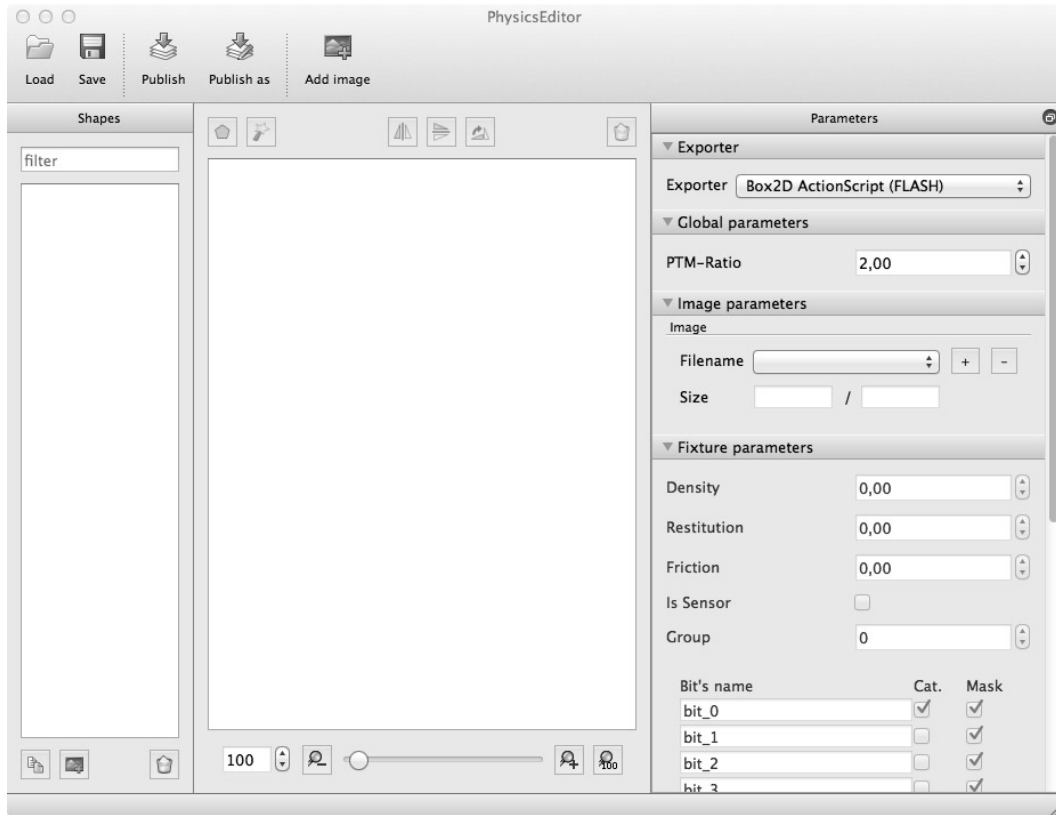 PhysicsEditor
Load Save Publish Publish as Add image
Shapes
filter
100
100
Parameters
Exporter
Exporter Box2D ActionScript (FLASH)
Global parameters
PTM-Ratio 2,00
Image parameters
Image
Filename + -
Size /
Fixture parameters
Density 0,00
Restitution 0,00
Friction 0,00
Is Sensor
Group 0
Bit's name Cat. Mask
bit_0
bit_1
bit_2
bit_3